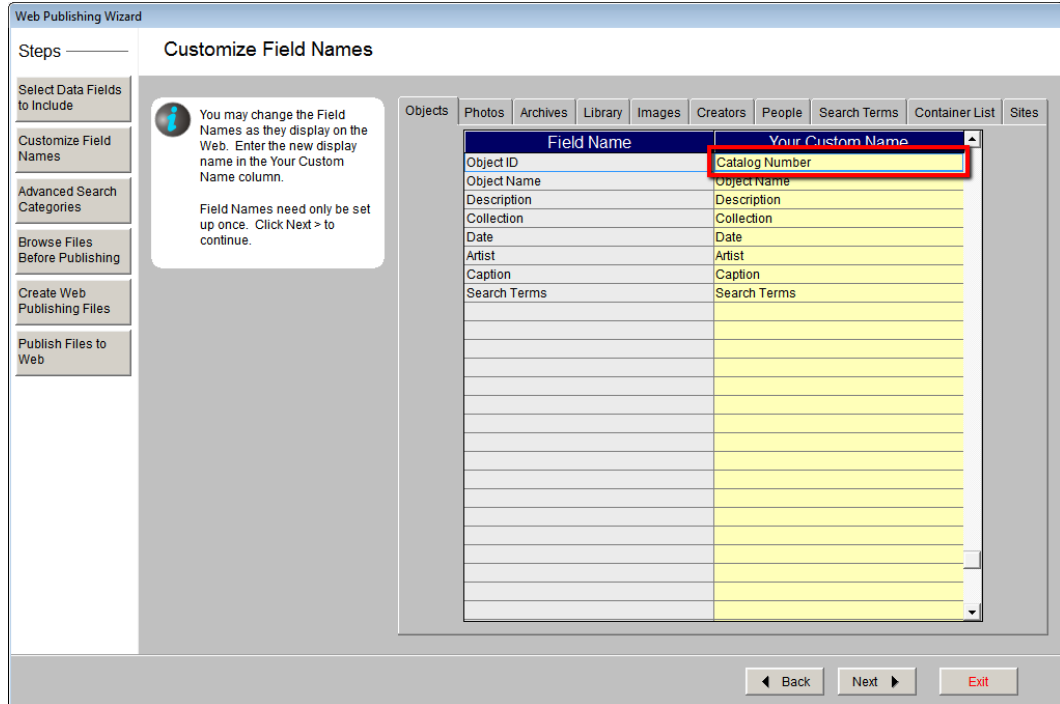 Web Publishing Wizard
Steps
Customize Field Names
Select Data Fields
to Include
Customize Field
Names
Advanced Search
Categories
Browse Files
Before Publishing
Create Web
Publishing Files
Publish Files to
Web
You may change the Field
Names as they display on the
Web. Enter the new display
name in the Your Custom
Name column.
Field Names need only be set
up once. Click Next > to
continue.
Objects Photos Archives Library Images Creators People Search Terms Container List Sites
Field Name Your Custom Name
Object ID Catalog Number
Object Name Object Name
Description Description
Collection Collection
Date Date
Artist Artist
Caption Caption
Search Terms Search Terms
Back Next Exit